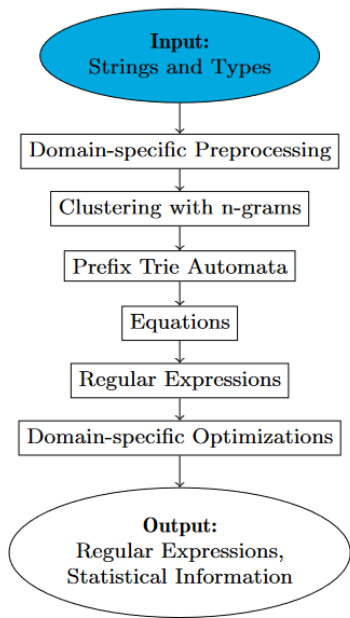 Input:
Strings and Types
Domain-specific Preprocessing
Clustering with n-grams
Prefix Trie Automata
Equations
Regular Expressions
Domain-specific Optimizations
Output:
Regular Expressions,
Statistical Information